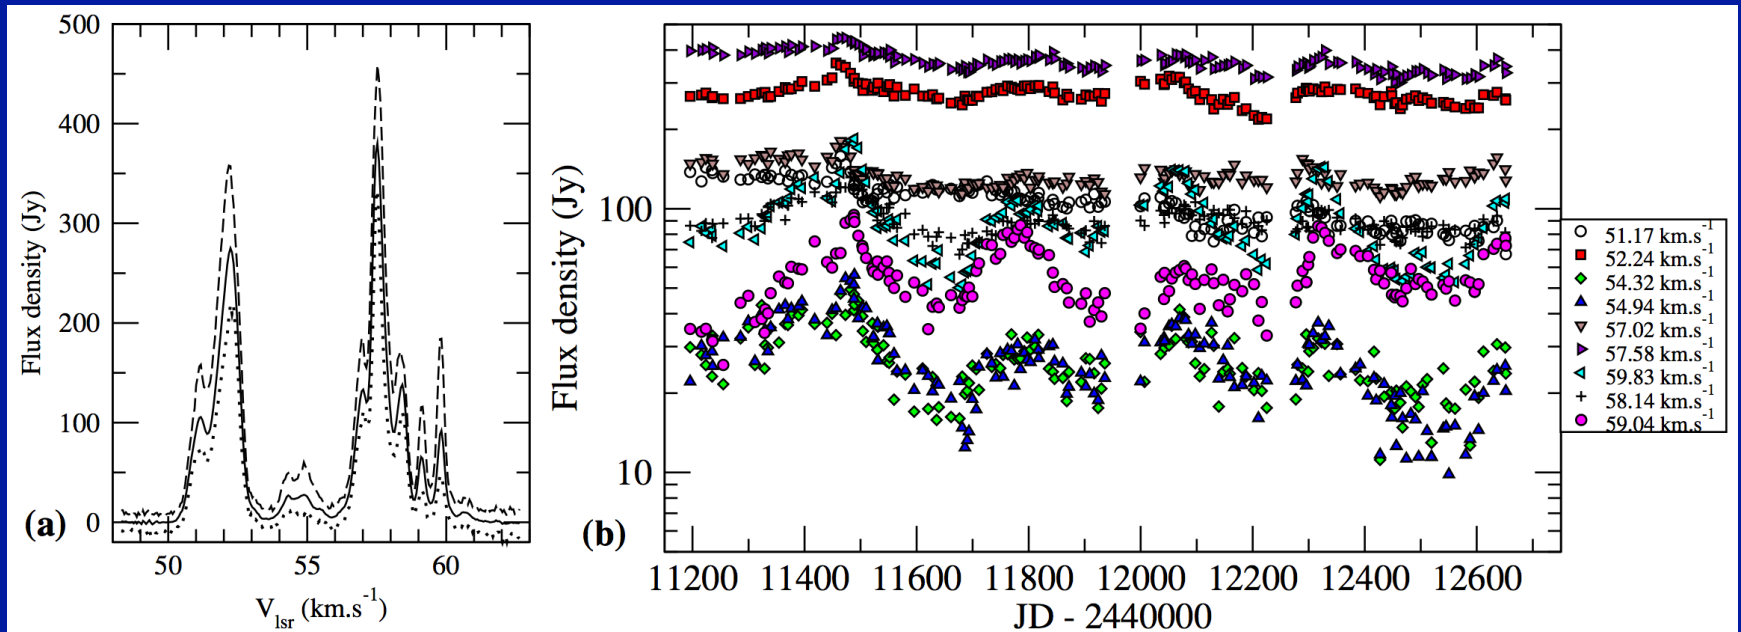 500
400
300
200
100
0
Flux density (Jy)
(a)
50 55 60
V_lsr (km.s^-1)
100
10
Flux density (Jy)
(b)
11200 11400 11600 11800 12000 12200 12400 12600
JD - 2440000
51.17 km.s^-1
52.24 km.s^-1
54.32 km.s^-1
54.94 km.s^-1
57.02 km.s^-1
57.58 km.s^-1
59.83 km.s^-1
58.14 km.s^-1
59.04 km.s^-1